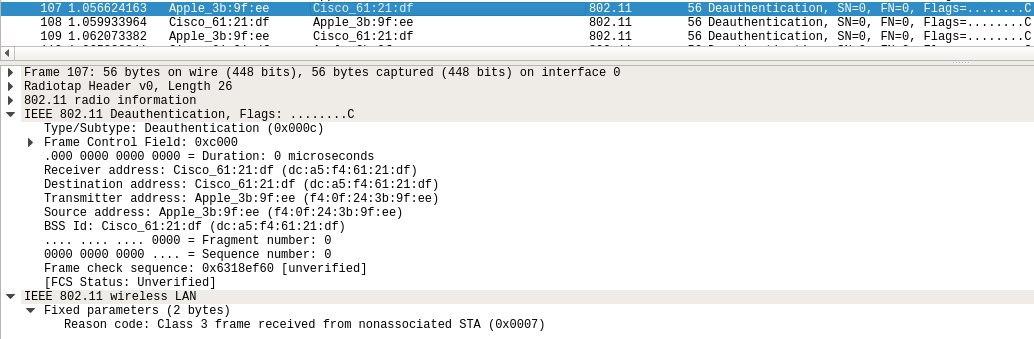 107 1.056624163 Apple_3b:9f:ee Cisco_61:21:df 802.11 56 Deauthentication, SN=0, FN=0, Flags=........C
108 1.059933964 Cisco_61:21:df Apple_3b:9f:ee 802.11 56 Deauthentication, SN=0, FN=0, Flags=........C
109 1.062073382 Apple_3b:9f:ee Cisco_61:21:df 802.11 56 Deauthentication, SN=0, FN=0, Flags=........C
Frame 107: 56 bytes on wire (448 bits), 56 bytes captured (448 bits) on interface 0
Radiotap Header v0, Length 26
802.11 radio information
IEEE 802.11 Deauthentication, Flags: ........C
Type/Subtype: Deauthentication (0x000c)
Frame Control Field: 0xc000
.000 0000 0000 0000 = Duration: 0 microseconds
Receiver address: Cisco_61:21:df (dc:a5:f4:61:21:df)
Destination address: Cisco_61:21:df (dc:a5:f4:61:21:df)
Transmitter address: Apple_3b:9f:ee (f4:0f:24:3b:9f:ee)
Source address: Apple_3b:9f:ee (f4:0f:24:3b:9f:ee)
BSS Id: Cisco_61:21:df (dc:a5:f4:61:21:df)
.... .... .... 0000 = Fragment number: 0
0000 0000 0000 .... = Sequence number: 0
Frame check sequence: 0x6318ef60 [unverified]
[FCS Status: Unverified]
IEEE 802.11 wireless LAN
Fixed parameters (2 bytes)
Reason code: Class 3 frame received from nonassociated STA (0x0007)